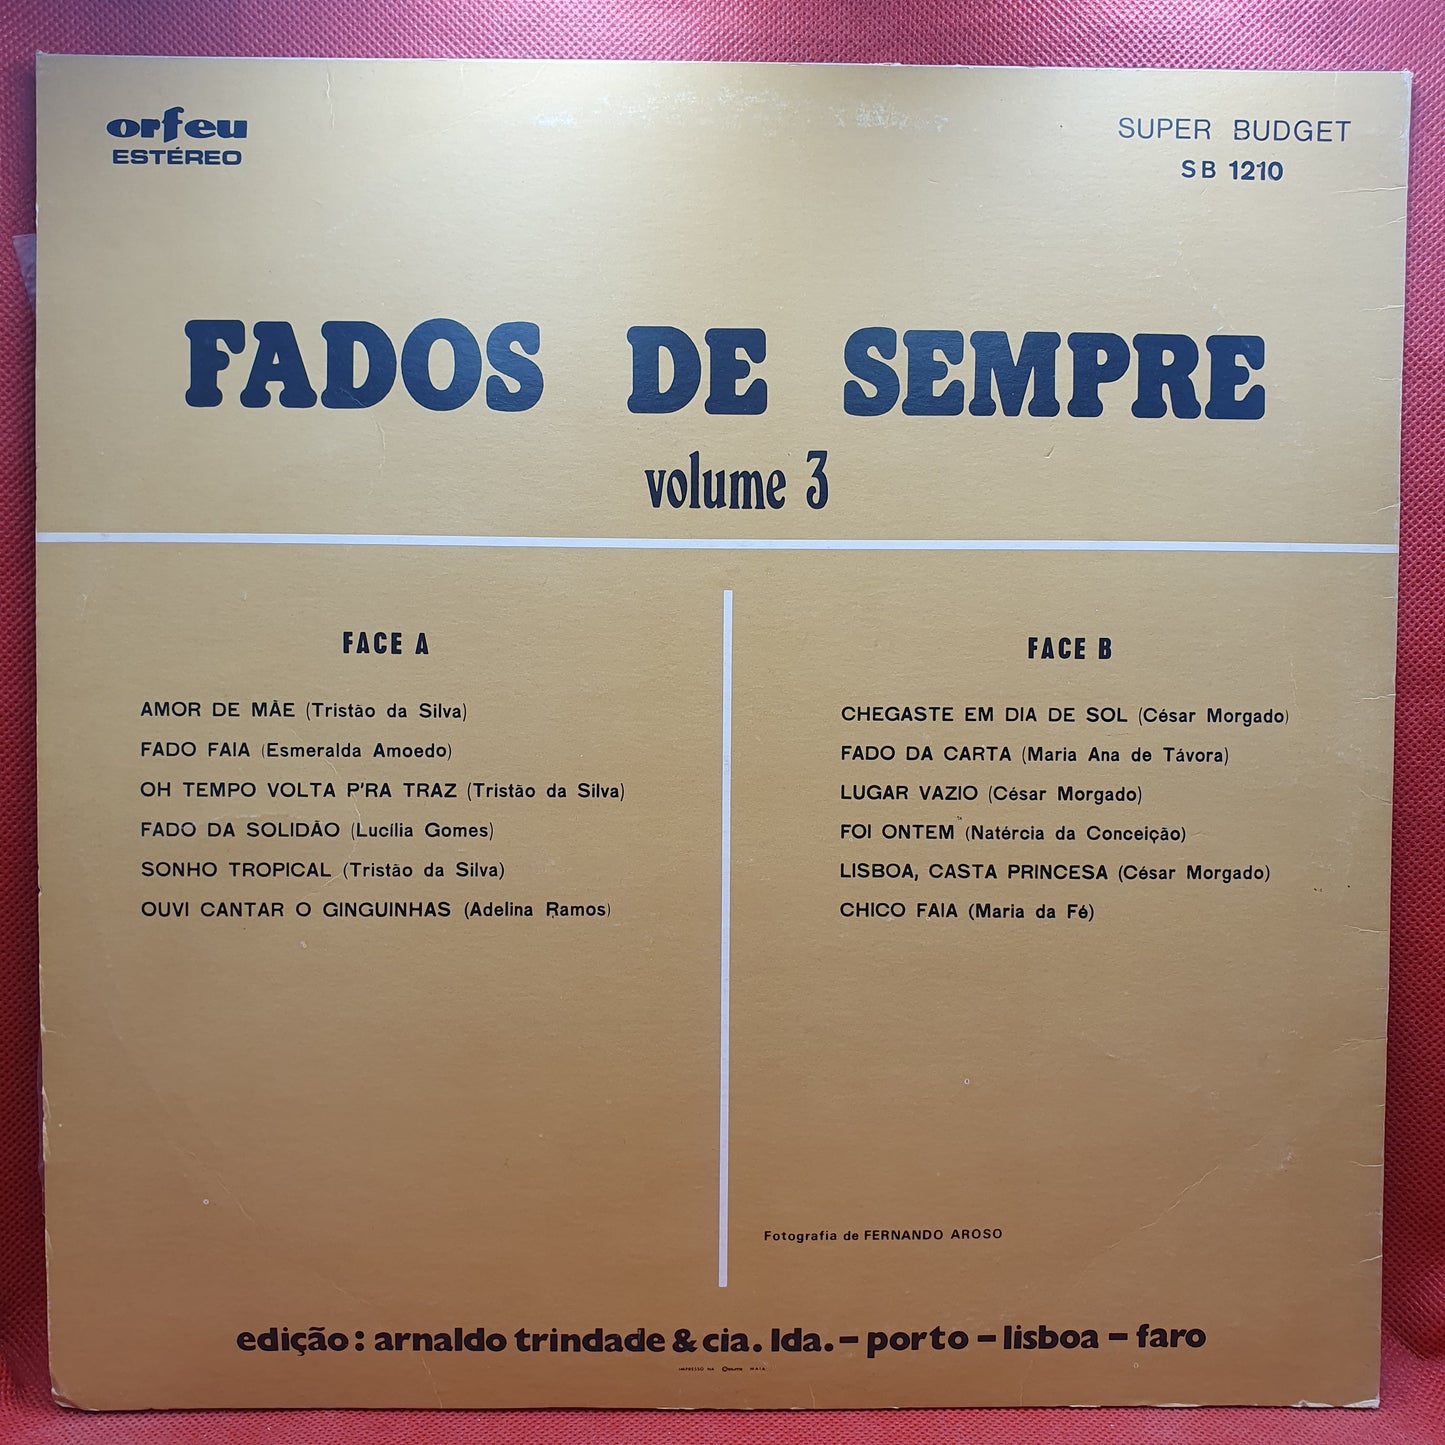 orfeu
ESTÉREO
SUPER BUDGET
SB 1210
FADOS DE SEMPRE
volume 3
FACE A
AMOR DE MÃE (Tristão da Silva)
FADO FAIA (Esmeralda Amoedo)
OH TEMPO VOLTA P'RA TRAZ (Tristão da Silva)
FADO DA SOLIDÃO (Lucília Gomes)
SONHO TROPICAL (Tristão da Silva)
OUVI CANTAR O GINGUINHAS (Adelina Ramos)
FACE B
CHEGASTE EM DIA DE SOL (César Morgado)
FADO DA CARTA (Maria Ana de Távora)
LUGAR VAZIO (César Morgado)
FOI ONTEM (Natércia da Conceição)
LISBOA, CASTA PRINCESA (César Morgado)
CHICO FAIA (Maria da Fé)
Fotografia de FERNANDO AROSO
edição: arnaldo trindade & cia. lda. – porto – lisboa – faro
IMPRESSO NA MAIA